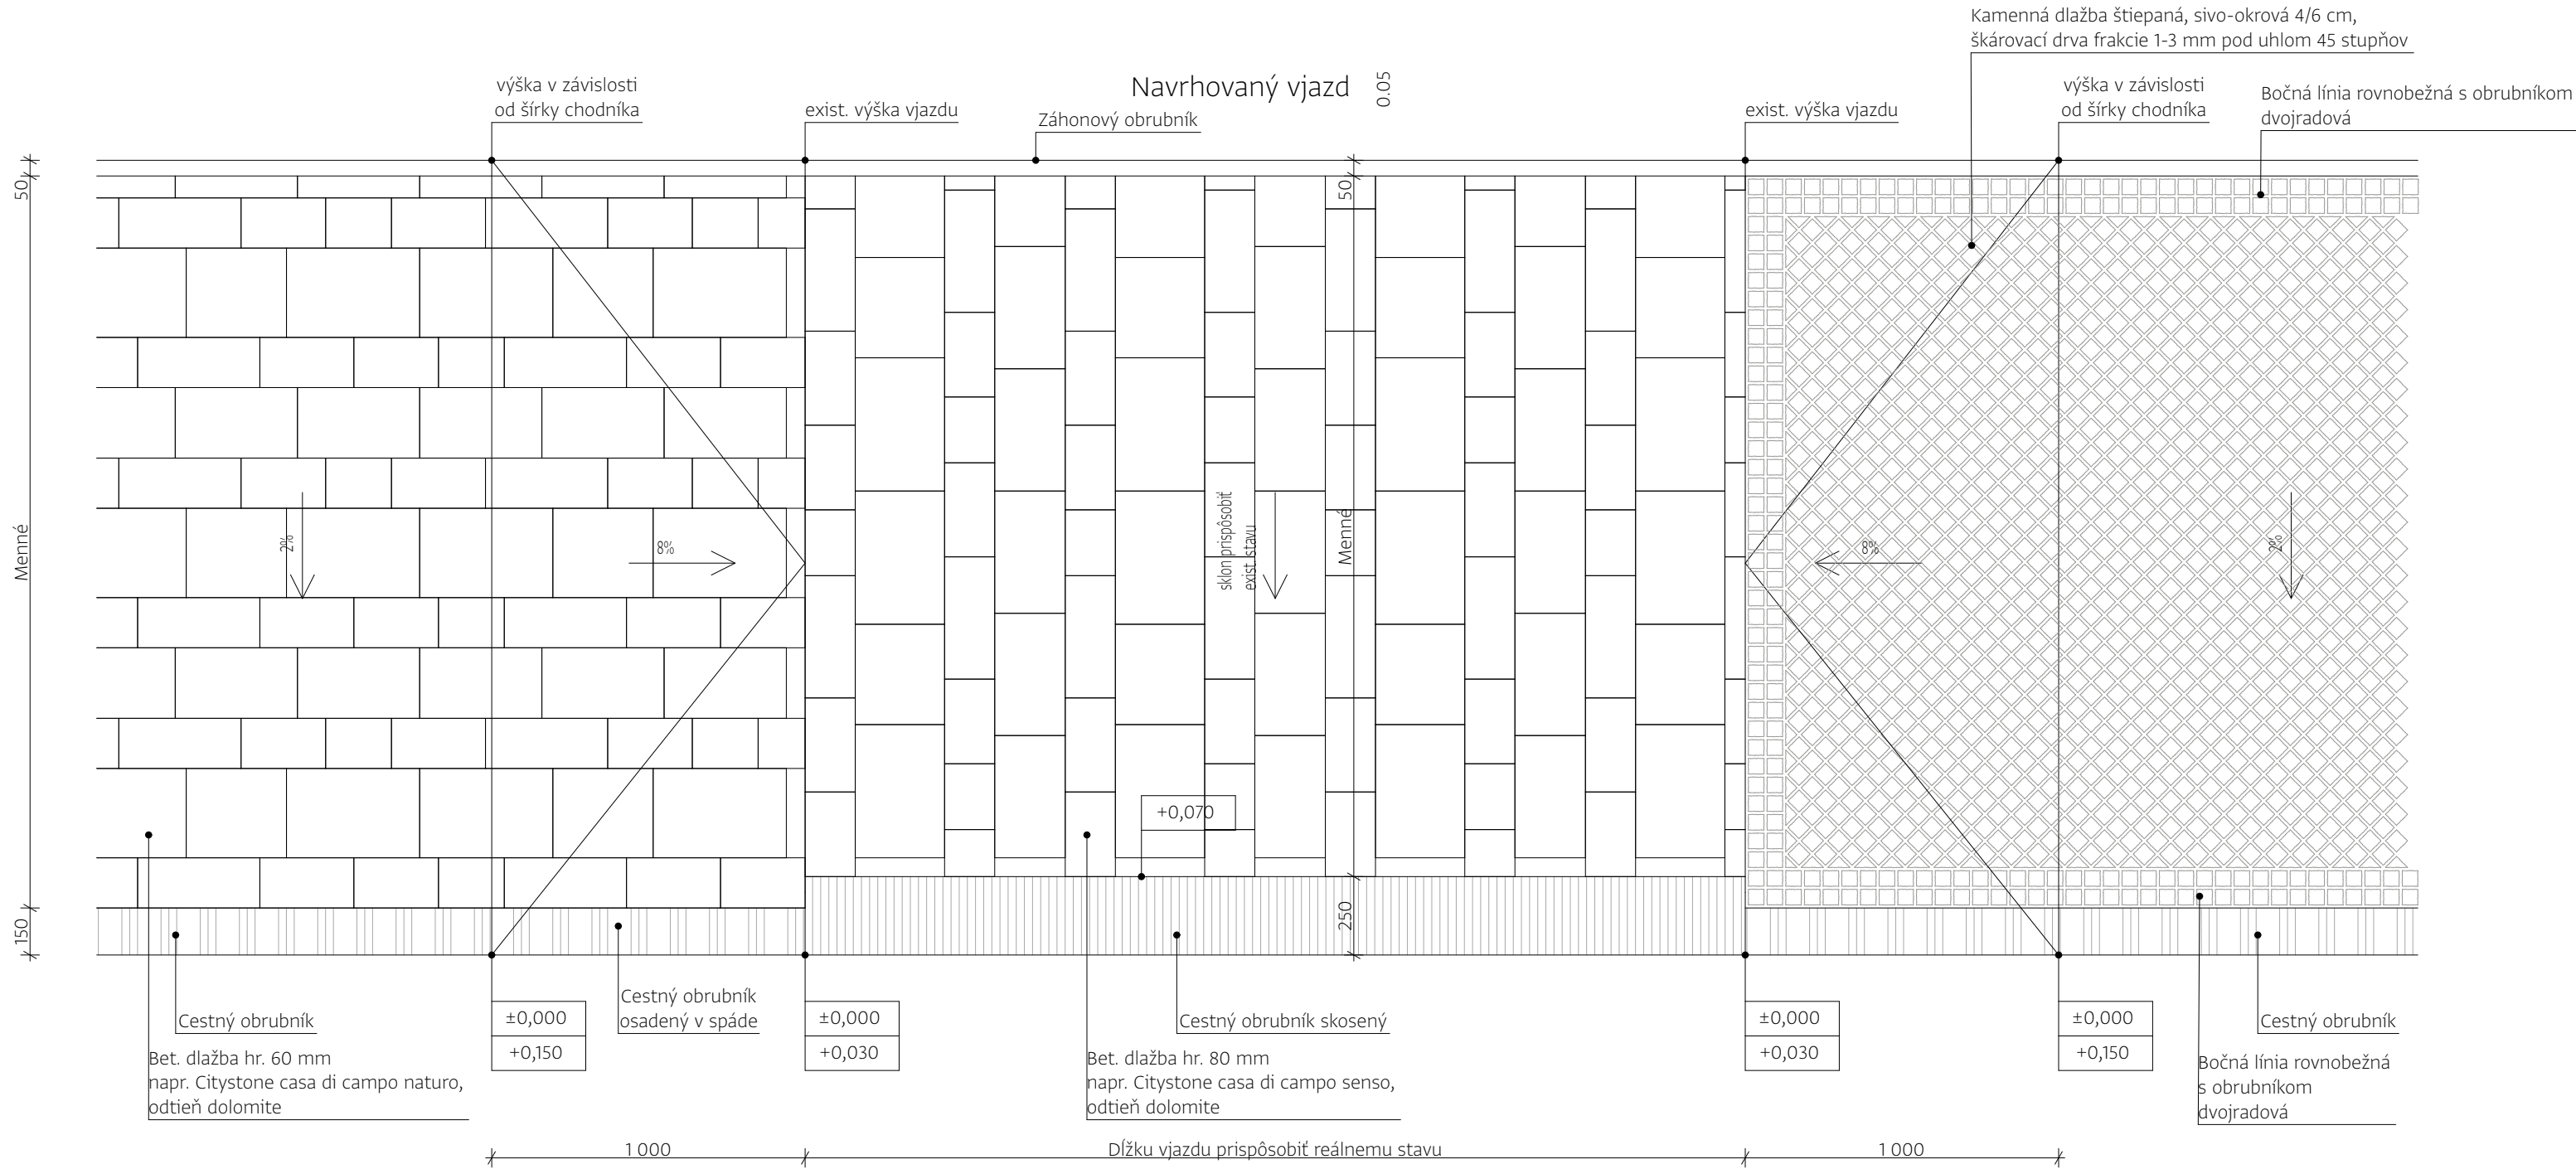 Kamenná dlažba štiepaná, sivo-okrová 4/6 cm,
škárovací drva frakcie 1-3 mm pod uhlom 45 stupňov
výška v závislosti
od šírky chodníka
exist. výška vjazdu
Navrhovaný vjazd
0.05
Záhonový obrubník
exist. výška vjazdu
výška v závislosti
od šírky chodníka
Bočná línia rovnobežná s obrubníkom
dvojradová
50
50
Menné
2%
8%
sklon prispôsobiť
exist. stavu
Menné
8%
2%
+0,070
150
250
Cestný obrubník
Bet. dlažba hr. 60 mm
napr. Citystone casa di campo naturo,
odtieň dolomite
±0,000
+0,150
Cestný obrubník
osadený v spáde
±0,000
+0,030
Cestný obrubník skosený
Bet. dlažba hr. 80 mm
napr. Citystone casa di campo senso,
odtieň dolomite
±0,000
+0,030
±0,000
+0,150
Cestný obrubník
Bočná línia rovnobežná
s obrubníkom
dvojradová
1 000
Dĺžku vjazdu prispôsobiť reálnemu stavu
1 000